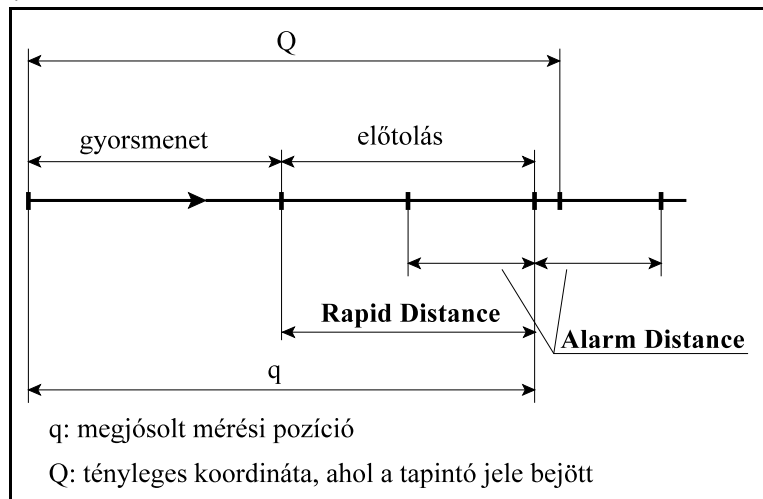 Q
gyorsmenet
előtolás
Rapid Distance
Alarm Distance
q
q: megjósolt mérési pozíció
Q: tényleges koordináta, ahol a tapintó jele bejött